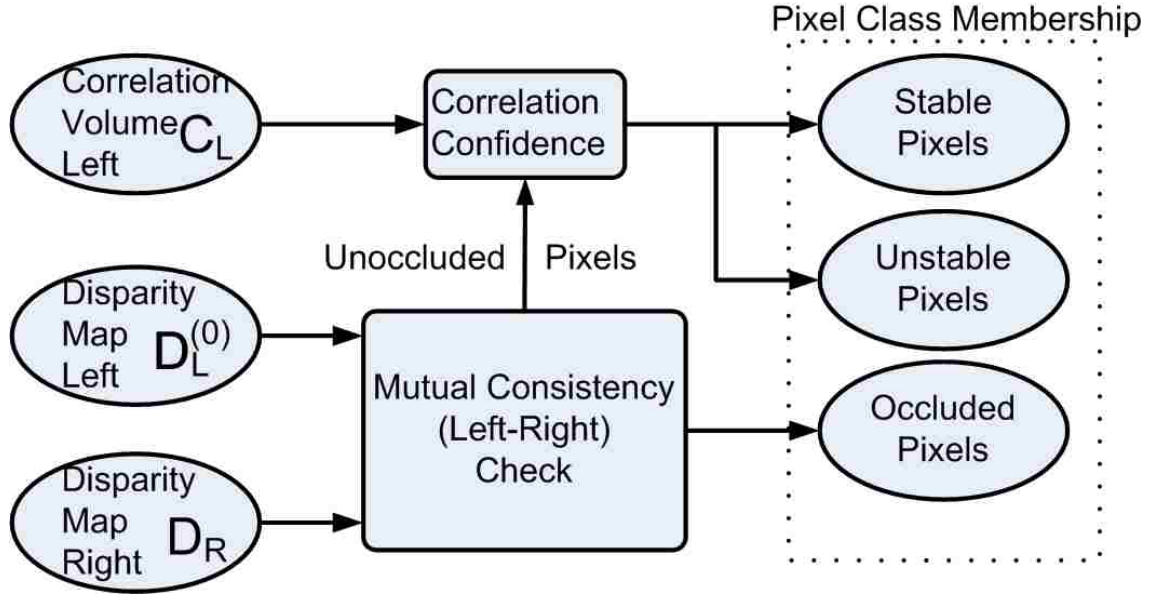 Pixel Class Membership
Correlation
Volume C_L
Left
Correlation
Confidence
Stable
Pixels
Unoccluded Pixels
Unstable
Pixels
Disparity
Map D_L^(0)
Left
Mutual Consistency
(Left-Right)
Check
Occluded
Pixels
Disparity
Map D_R
Right